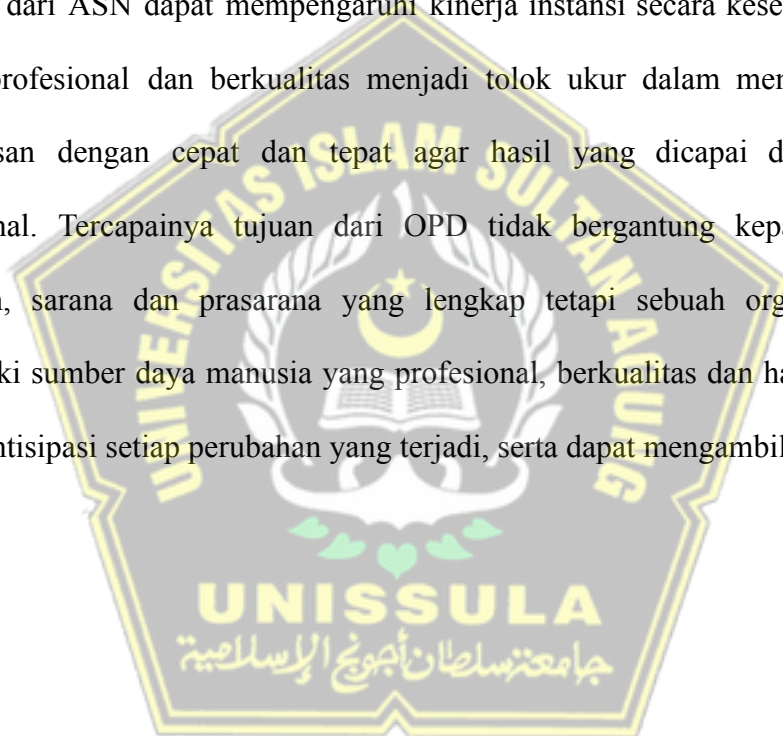 dari ASN dapat mempengaruhi kinerja instansi secara kese
rofesional dan berkualitas menjadi tolok ukur dalam mer
san dengan cepat dan tepat agar hasil yang dicapai d
nal. Tercapainya tujuan dari OPD tidak bergantung kepa
, sarana dan prasarana yang lengkap tetapi sebuah org
ki sumber daya manusia yang profesional, berkualitas dan ha
ntisipasi setiap perubahan yang terjadi, serta dapat mengambil
UNIVERSITAS ISLAM SULTAN AGUNG
UNISSULA
جامعة سلطان أجونج الإسلامية